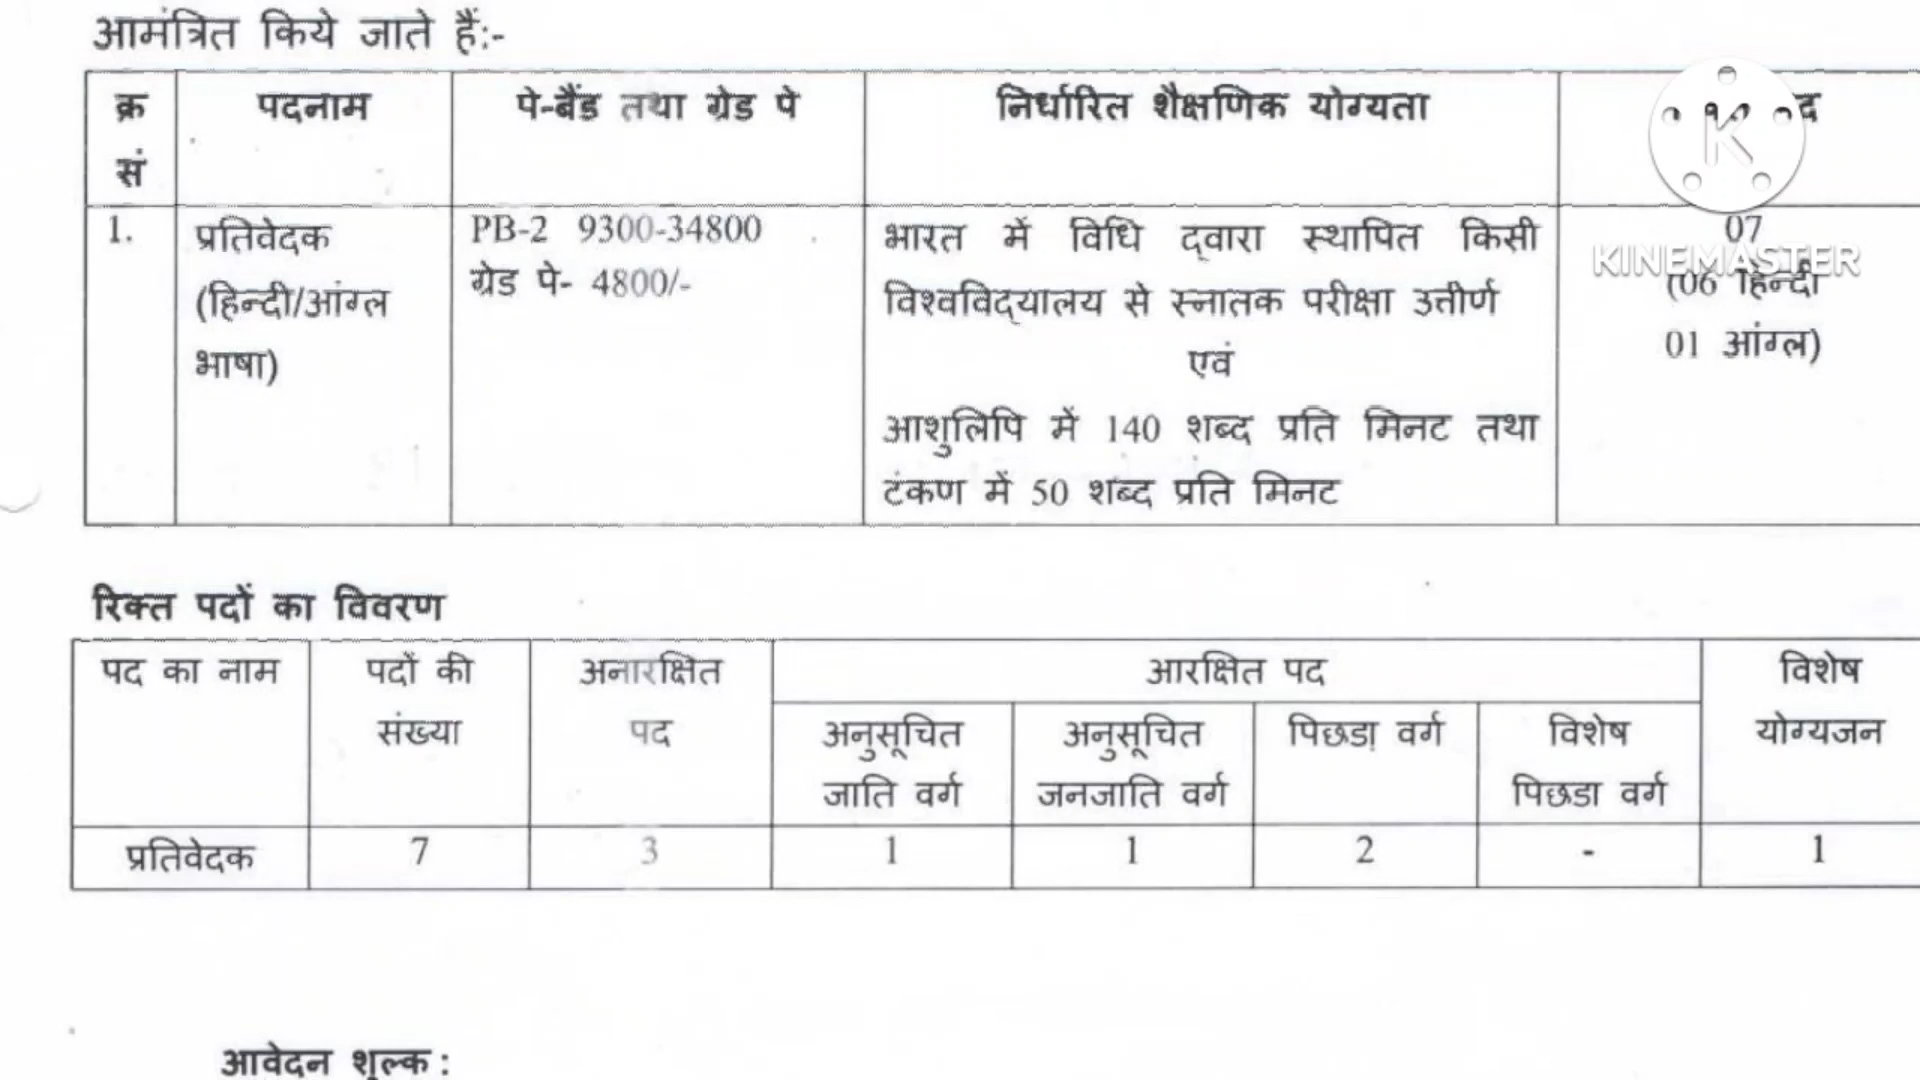 आमंत्रित किये जाते हैं:-
क्र सं
पदनाम
पे-बैंड तथा ग्रेड पे
निर्धारित शैक्षणिक योग्यता
1.
प्रतिवेदक
(हिन्दी/आंग्ल
भाषा)
PB-2 9300-34800
ग्रेड पे- 4800/-
भारत में विधि द्वारा स्थापित किसी
विश्वविद्यालय से स्नातक परीक्षा उत्तीर्ण
एवं
आशुलिपि में 140 शब्द प्रति मिनट तथा
टंकण में 50 शब्द प्रति मिनट
07
(06 हिन्दी
01 आंग्ल)
K
KINEMASTER
रिक्त पदों का विवरण
पद का नाम
पदों की
संख्या
अनारक्षित
पद
आरक्षित पद
विशेष
योग्यजन
अनुसूचित
जाति वर्ग
अनुसूचित
जनजाति वर्ग
पिछडा़ वर्ग
विशेष
पिछडा वर्ग
प्रतिवेदक 7 3 1 1 2 - 1
आवेदन शुल्क :